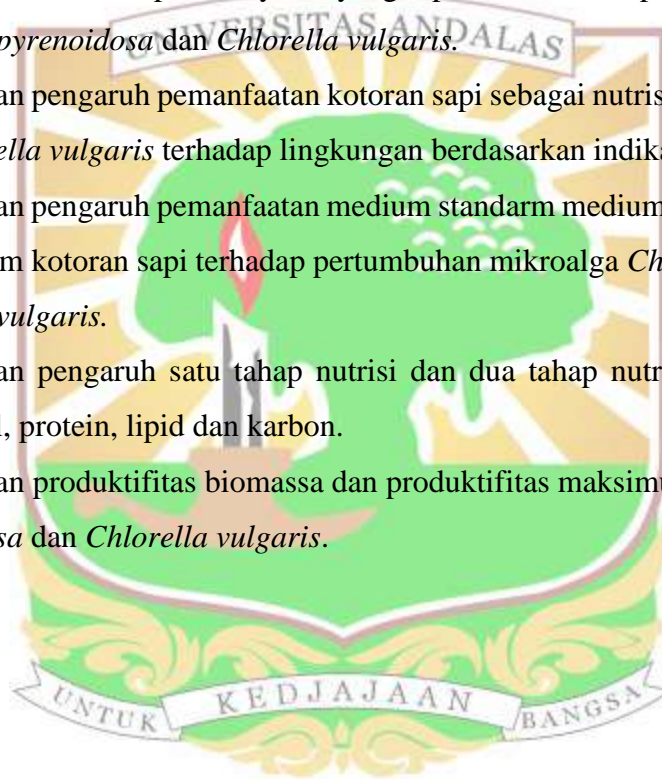 pyrenoidosa dan Chlorella vulgaris.
UNIVERSITAS ANDALAS
an pengaruh pemanfaatan kotoran sapi sebagai nutris
ella vulgaris terhadap lingkungan berdasarkan indika
an pengaruh pemanfaatan medium standarm medium
m kotoran sapi terhadap pertumbuhan mikroalga Ch
vulgaris.
an pengaruh satu tahap nutrisi dan dua tahap nutr
, protein, lipid dan karbon.
an produktifitas biomassa dan produktifitas maksimu
sa dan Chlorella vulgaris.
UNTUK KEDJAJAAN BANGSA